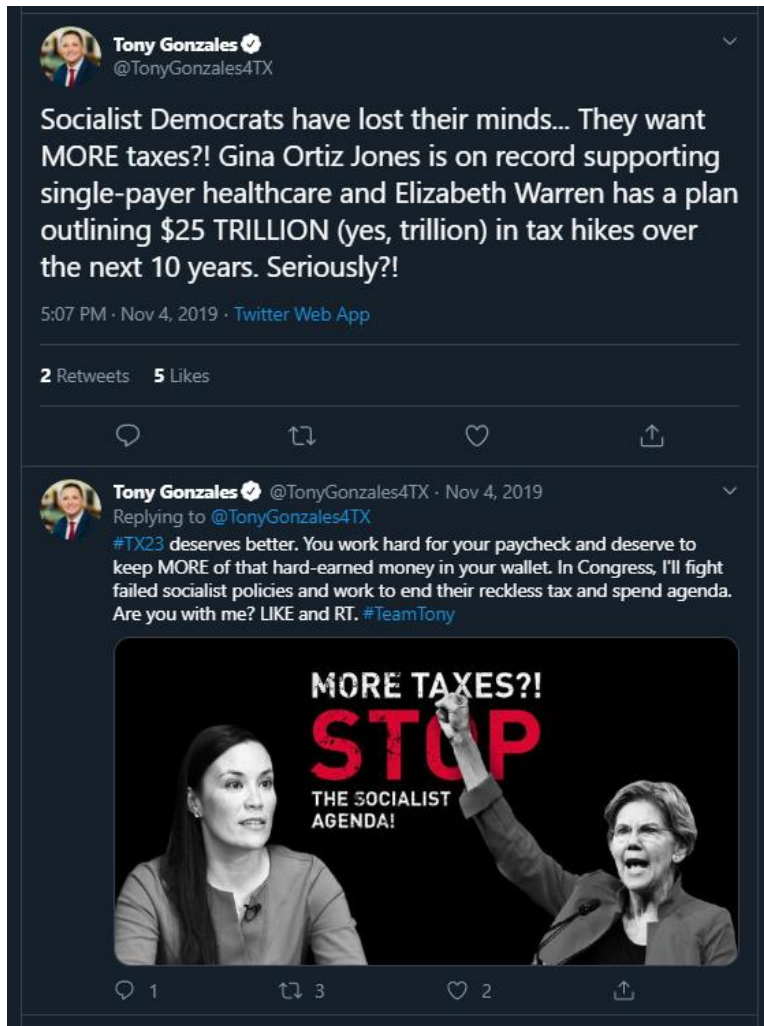 Tony Gonzales
@TonyGonzales4TX
Socialist Democrats have lost their minds... They want
MORE taxes?! Gina Ortiz Jones is on record supporting
single-payer healthcare and Elizabeth Warren has a plan
outlining $25 TRILLION (yes, trillion) in tax hikes over
the next 10 years. Seriously?!
5:07 PM · Nov 4, 2019 · Twitter Web App
2 Retweets 5 Likes
Tony Gonzales @TonyGonzales4TX · Nov 4, 2019
Replying to @TonyGonzales4TX
#TX23 deserves better. You work hard for your paycheck and deserve to
keep MORE of that hard-earned money in your wallet. In Congress, I'll fight
failed socialist policies and work to end their reckless tax and spend agenda.
Are you with me? LIKE and RT. #TeamTony
MORE TAXES?!
STOP
THE SOCIALIST
AGENDA!
1 3 2